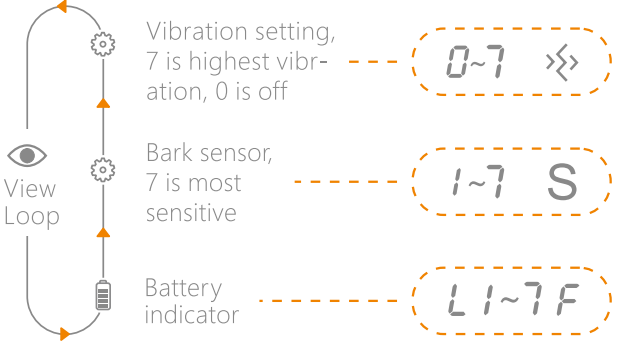 Vibration setting,
7 is highest vibr-
ation, 0 is off
0~7
View
Loop
Bark sensor,
7 is most
sensitive
1~7 S
Battery
indicator
L1~7F